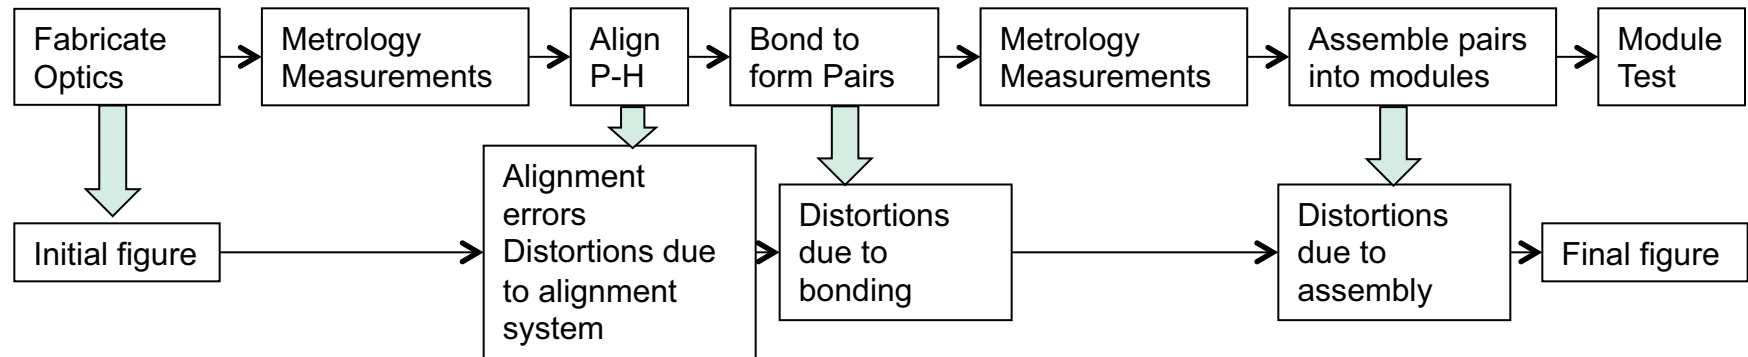 Fabricate
Optics
Metrology
Measurements
Align
P-H
Bond to
form Pairs
Metrology
Measurements
Assemble pairs
into modules
Module
Test
Initial figure
Alignment
errors
Distortions due
to alignment
system
Distortions
due to
bonding
Distortions
due to
assembly
Final figure